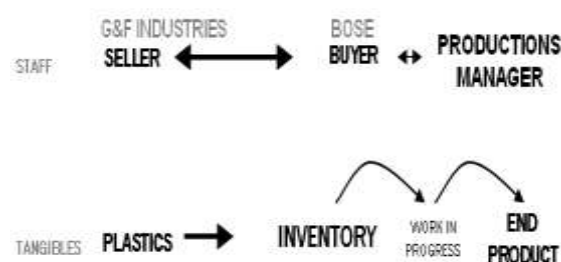 G&F INDUSTRIES BOSE
STAFF SELLER BUYER PRODUCTIONS
MANAGER
TANGIBLES PLASTICS INVENTORY WORK IN END
PROGRESS PRODUCT